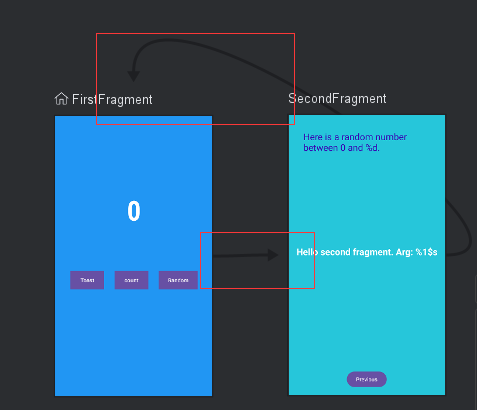 FirstFragment
SecondFragment
0
Toast
count
Random
Here is a random number
between 0 and %d.
Hello second fragment. Arg: %1$s
Previous